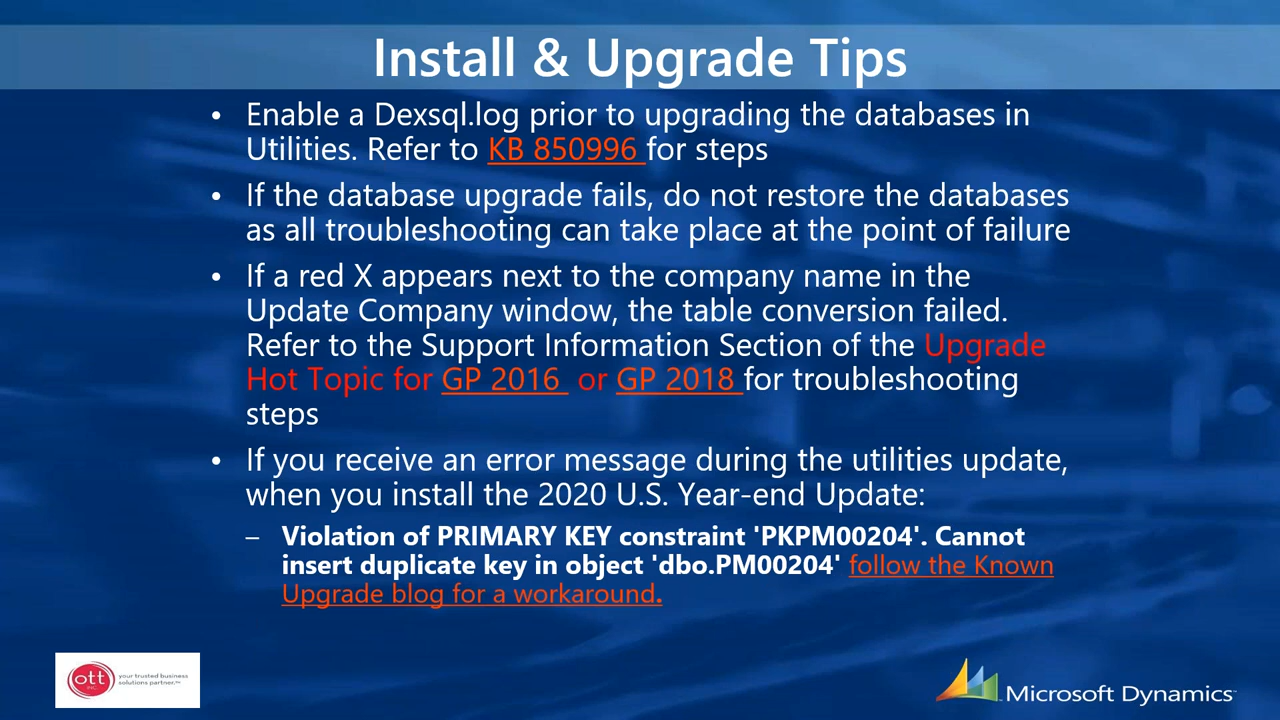 Install & Upgrade Tips
• Enable a Dexsql.log prior to upgrading the databases in
Utilities. Refer to KB 850996 for steps
• If the database upgrade fails, do not restore the databases
as all troubleshooting can take place at the point of failure
• If a red X appears next to the company name in the
Update Company window, the table conversion failed.
Refer to the Support Information Section of the Upgrade
Hot Topic for GP 2016 or GP 2018 for troubleshooting
steps
• If you receive an error message during the utilities update,
when you install the 2020 U.S. Year-end Update:
– Violation of PRIMARY KEY constraint 'PKPM00204'. Cannot
insert duplicate key in object 'dbo.PM00204' follow the Known
Upgrade blog for a workaround.
ott
INC.
your trusted business
solutions partner.™
Microsoft Dynamics™